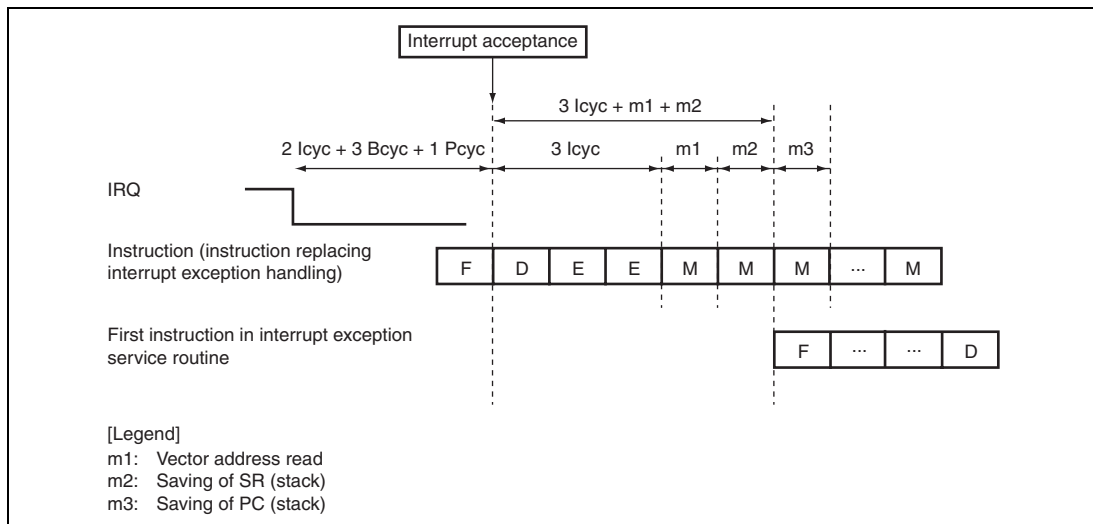 Interrupt acceptance
3 Icyc + m1 + m2
2 Icyc + 3 Bcyc + 1 Pcyc
3 Icyc
m1
m2
m3
IRQ
Instruction (instruction replacing
interrupt exception handling)
F D E E M M M ... M
First instruction in interrupt exception
service routine
F ... ... D
[Legend]
m1: Vector address read
m2: Saving of SR (stack)
m3: Saving of PC (stack)